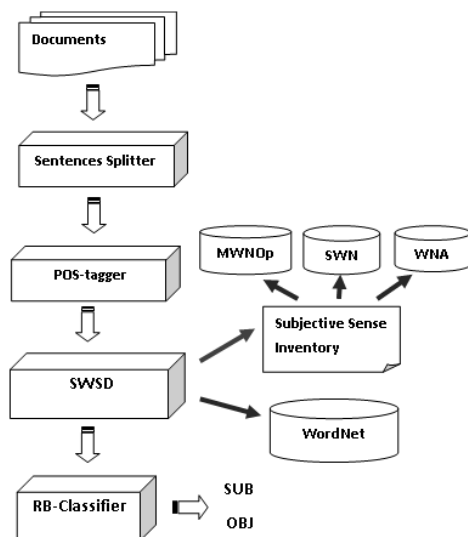 Documents
Sentences Splitter
POS-tagger
MWNOp
SWN
WNA
Subjective Sense
Inventory
SWSD
WordNet
RB-Classifier
SUB
OBJ